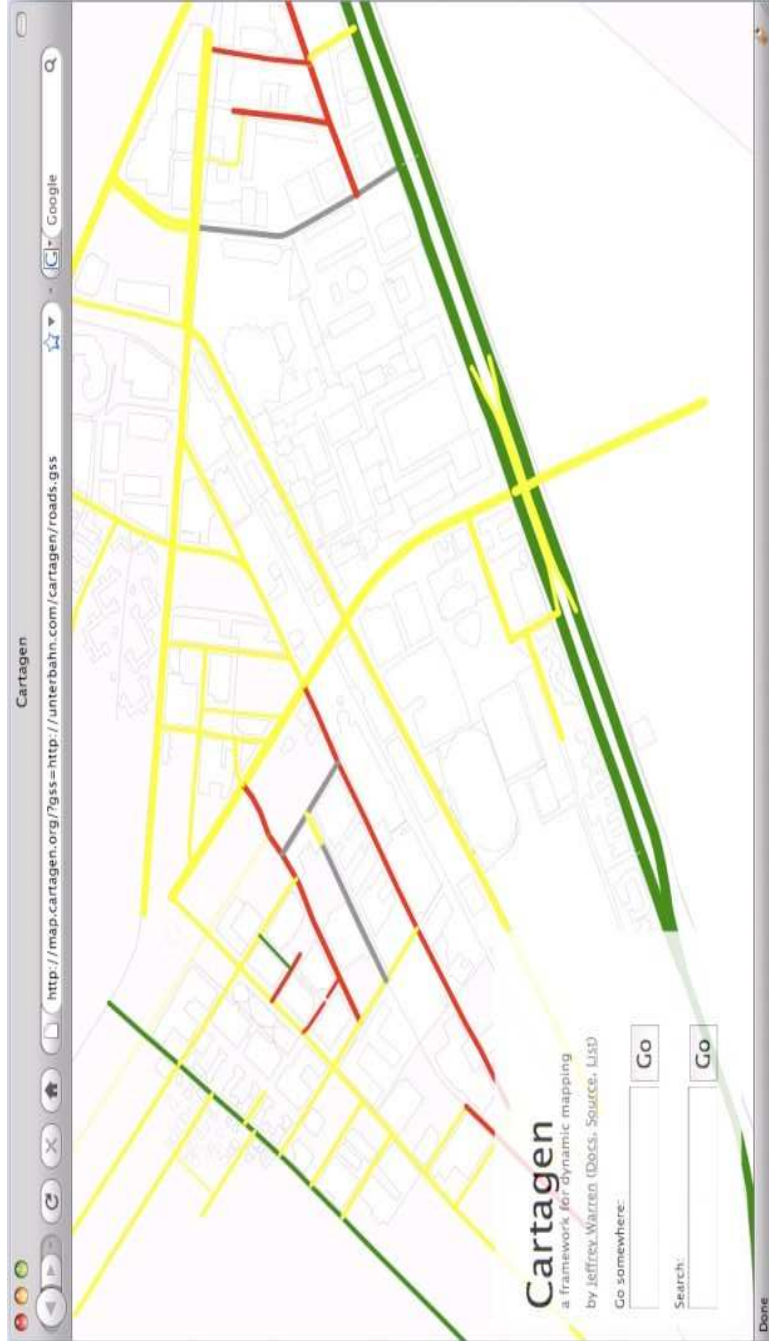 Cartagen
http://map.cartagen.org/?gss=http://unterbahn.com/cartagen/roads.gss
G
Google
Cartagen
a framework for dynamic mapping
by Jeffrey Warren (Docs, Source, List)
Go somewhere:
Go
Search:
Go
Done